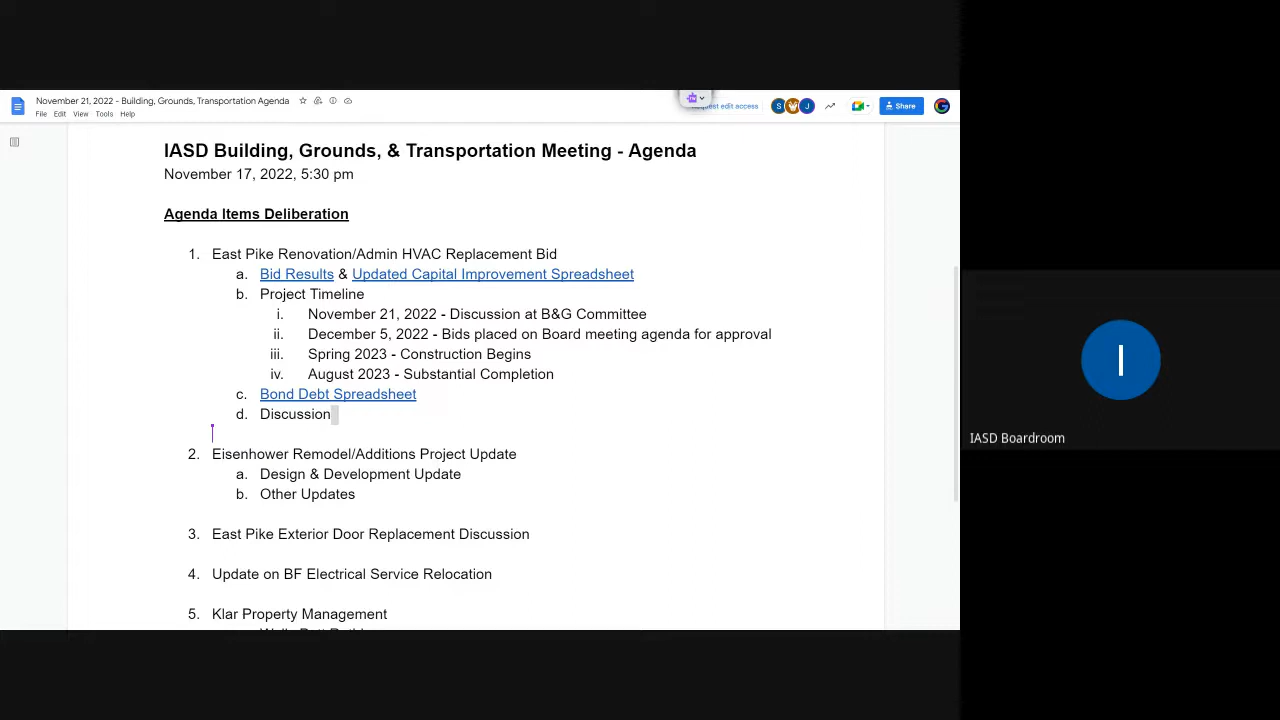 November 21, 2022 - Building, Grounds, Transportation Agenda
File Edit View Tools Help
equest edit access
S
J
Share
IASD Building, Grounds, & Transportation Meeting - Agenda
November 17, 2022, 5:30 pm
Agenda Items Deliberation
1. East Pike Renovation/Admin HVAC Replacement Bid
a. Bid Results & Updated Capital Improvement Spreadsheet
b. Project Timeline
i. November 21, 2022 - Discussion at B&G Committee
ii. December 5, 2022 - Bids placed on Board meeting agenda for approval
iii. Spring 2023 - Construction Begins
iv. August 2023 - Substantial Completion
c. Bond Debt Spreadsheet
d. Discussion
2. Eisenhower Remodel/Additions Project Update
a. Design & Development Update
b. Other Updates
3. East Pike Exterior Door Replacement Discussion
4. Update on BF Electrical Service Relocation
5. Klar Property Management
I
IASD Boardroom